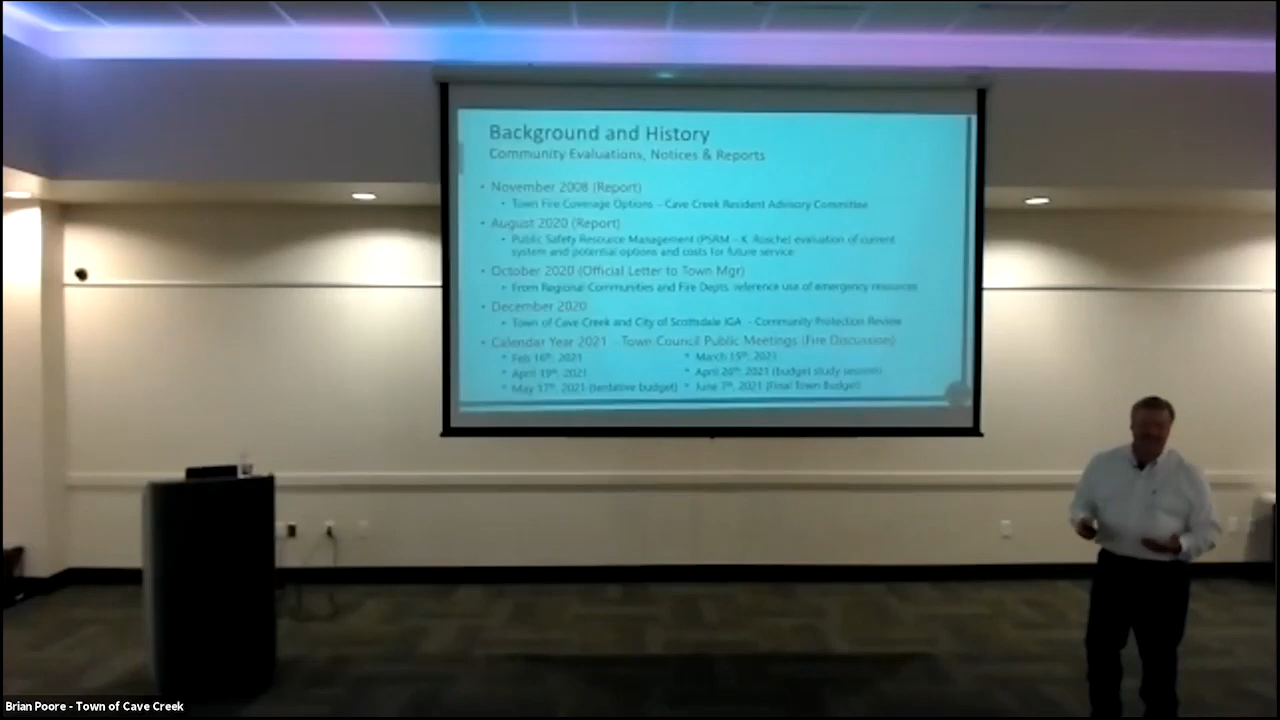 Background and History
Community Evaluations, Notices & Reports
• November 2008 (Report)
• Town Fire Coverage Options – Cave Creek Resident Advisory Committee
• August 2020 (Report)
• Public Safety Resource Management (PSRM – K. Roche) evaluation of current
system and potential options and costs for future service
• October 2020 (Official Letter to Town Mgr)
• From Regional Communities and Fire Depts. reference use of emergency resources
• December 2020
• Town of Cave Creek and City of Scottsdale IGA - Community Protection Review
• Calendar Year 2021 - Town Council Public Meetings (Fire Discussion)
• Feb 16th, 2021 • March 15th, 2021
• April 19th, 2021 • April 26th, 2021 (budget study session)
• May 17th, 2021 (tentative budget) • June 7th, 2021 (Final Town Budget)
Brian Poore - Town of Cave Creek